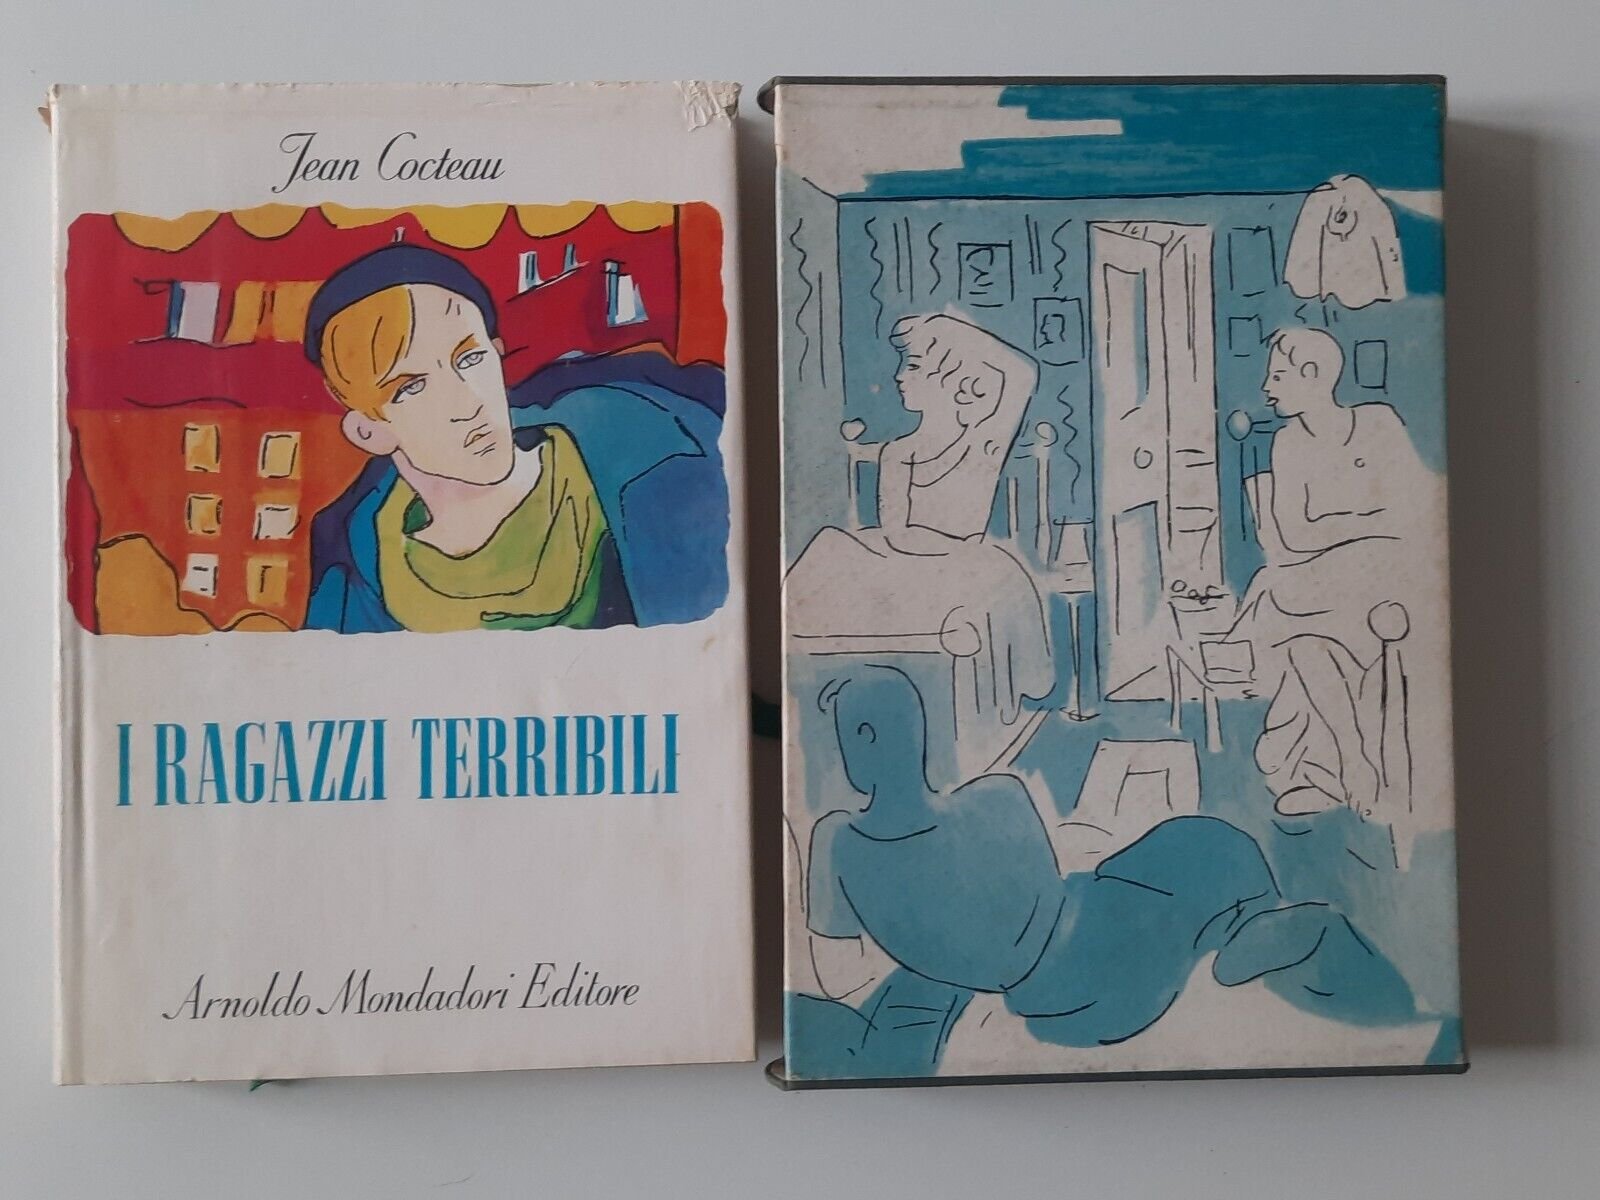 Jean Cocteau
I RAGAZZI TERRIBILI
Arnoldo Mondadori Editore